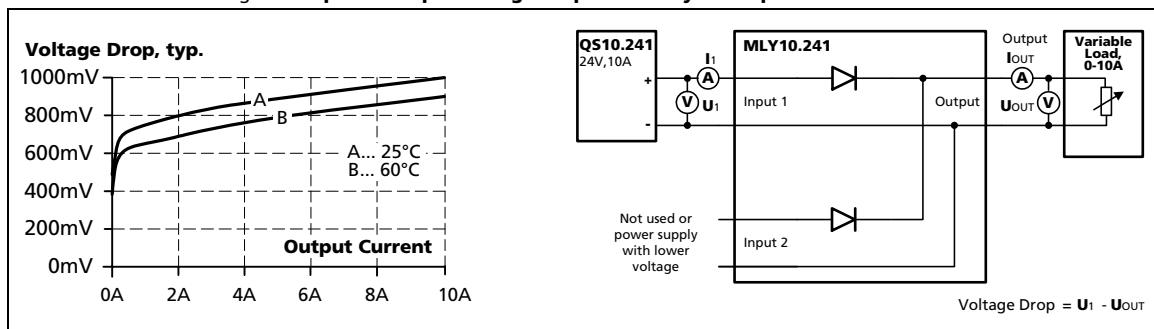 Voltage Drop, typ.
1000mV
800mV
600mV
400mV
200mV
0mV
A
B
A... 25°C
B... 60°C
Output Current
0A 2A 4A 6A 8A 10A
QS10.241
24V,10A
+
-
I1
A
V U1
MLY10.241
Input 1
Output
Input 2
Not used or
power supply
with lower
voltage
Output
IOUT
A
UOUT V
Variable
Load,
0-10A
Voltage Drop = U1 - UOUT